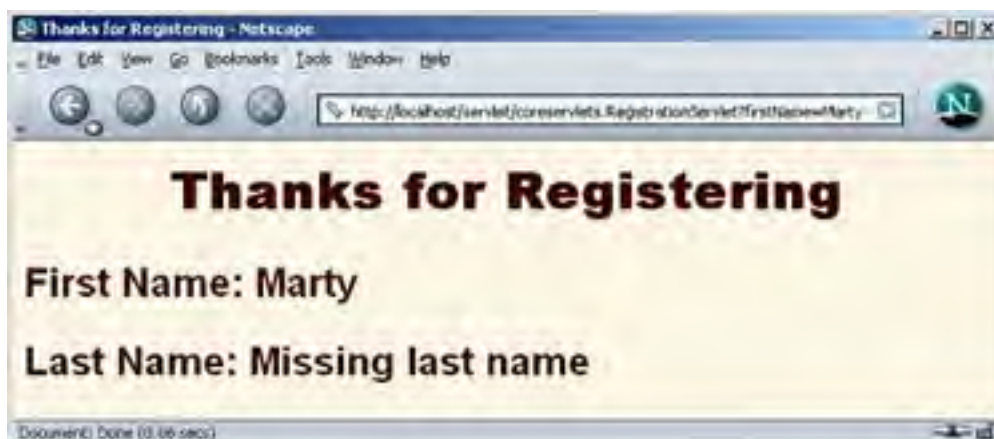 Thanks for Registering - Netscape
File Edit View Go Bookmarks Tools Window Help
http://localhost/servlet/coreservlets.RegistrationServlet?firstName=Marty
N
Thanks for Registering
First Name: Marty
Last Name: Missing last name
Document: Done (0.06 secs)